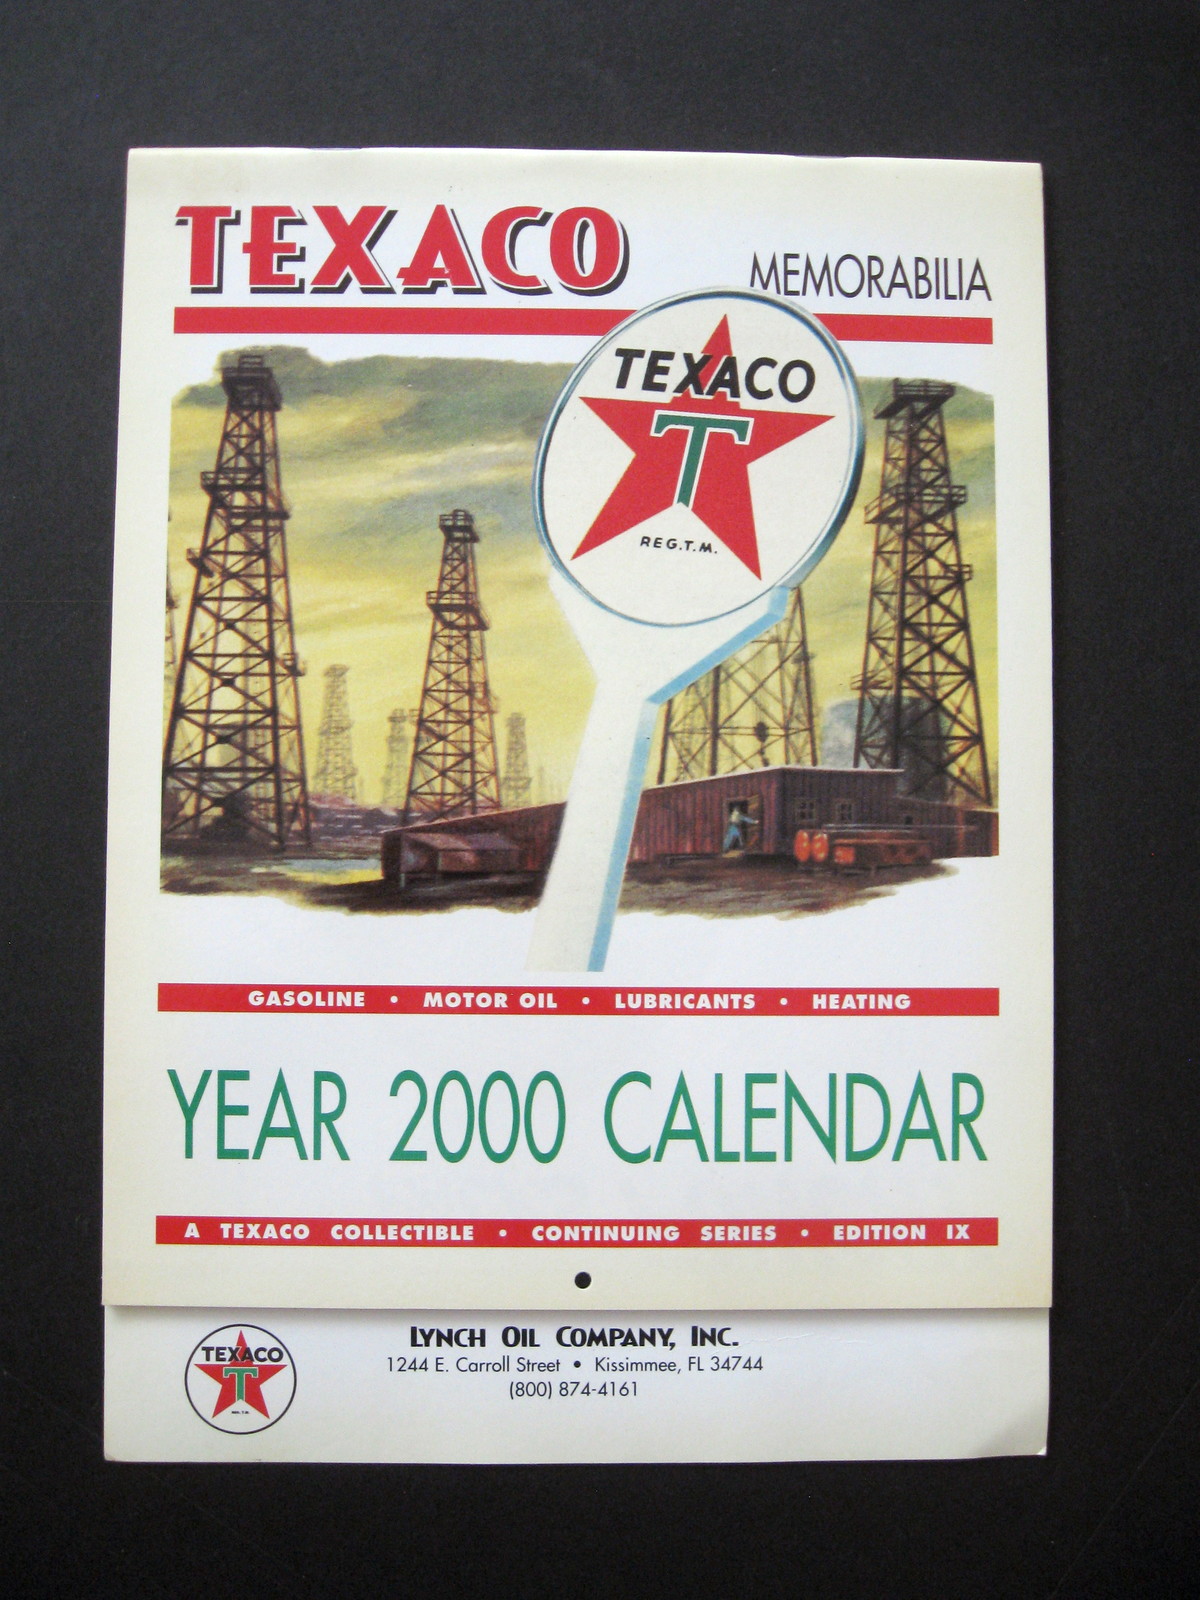 TEXACO
MEMORABILIA
TEXACO
T
REG.T.M.
GASOLINE • MOTOR OIL • LUBRICANTS • HEATING
YEAR 2000 CALENDAR
A TEXACO COLLECTIBLE • CONTINUING SERIES • EDITION IX
TEXACO
T
REG. T.M.
LYNCH OIL COMPANY, INC.
1244 E. Carroll Street • Kissimmee, FL 34744
(800) 874-4161